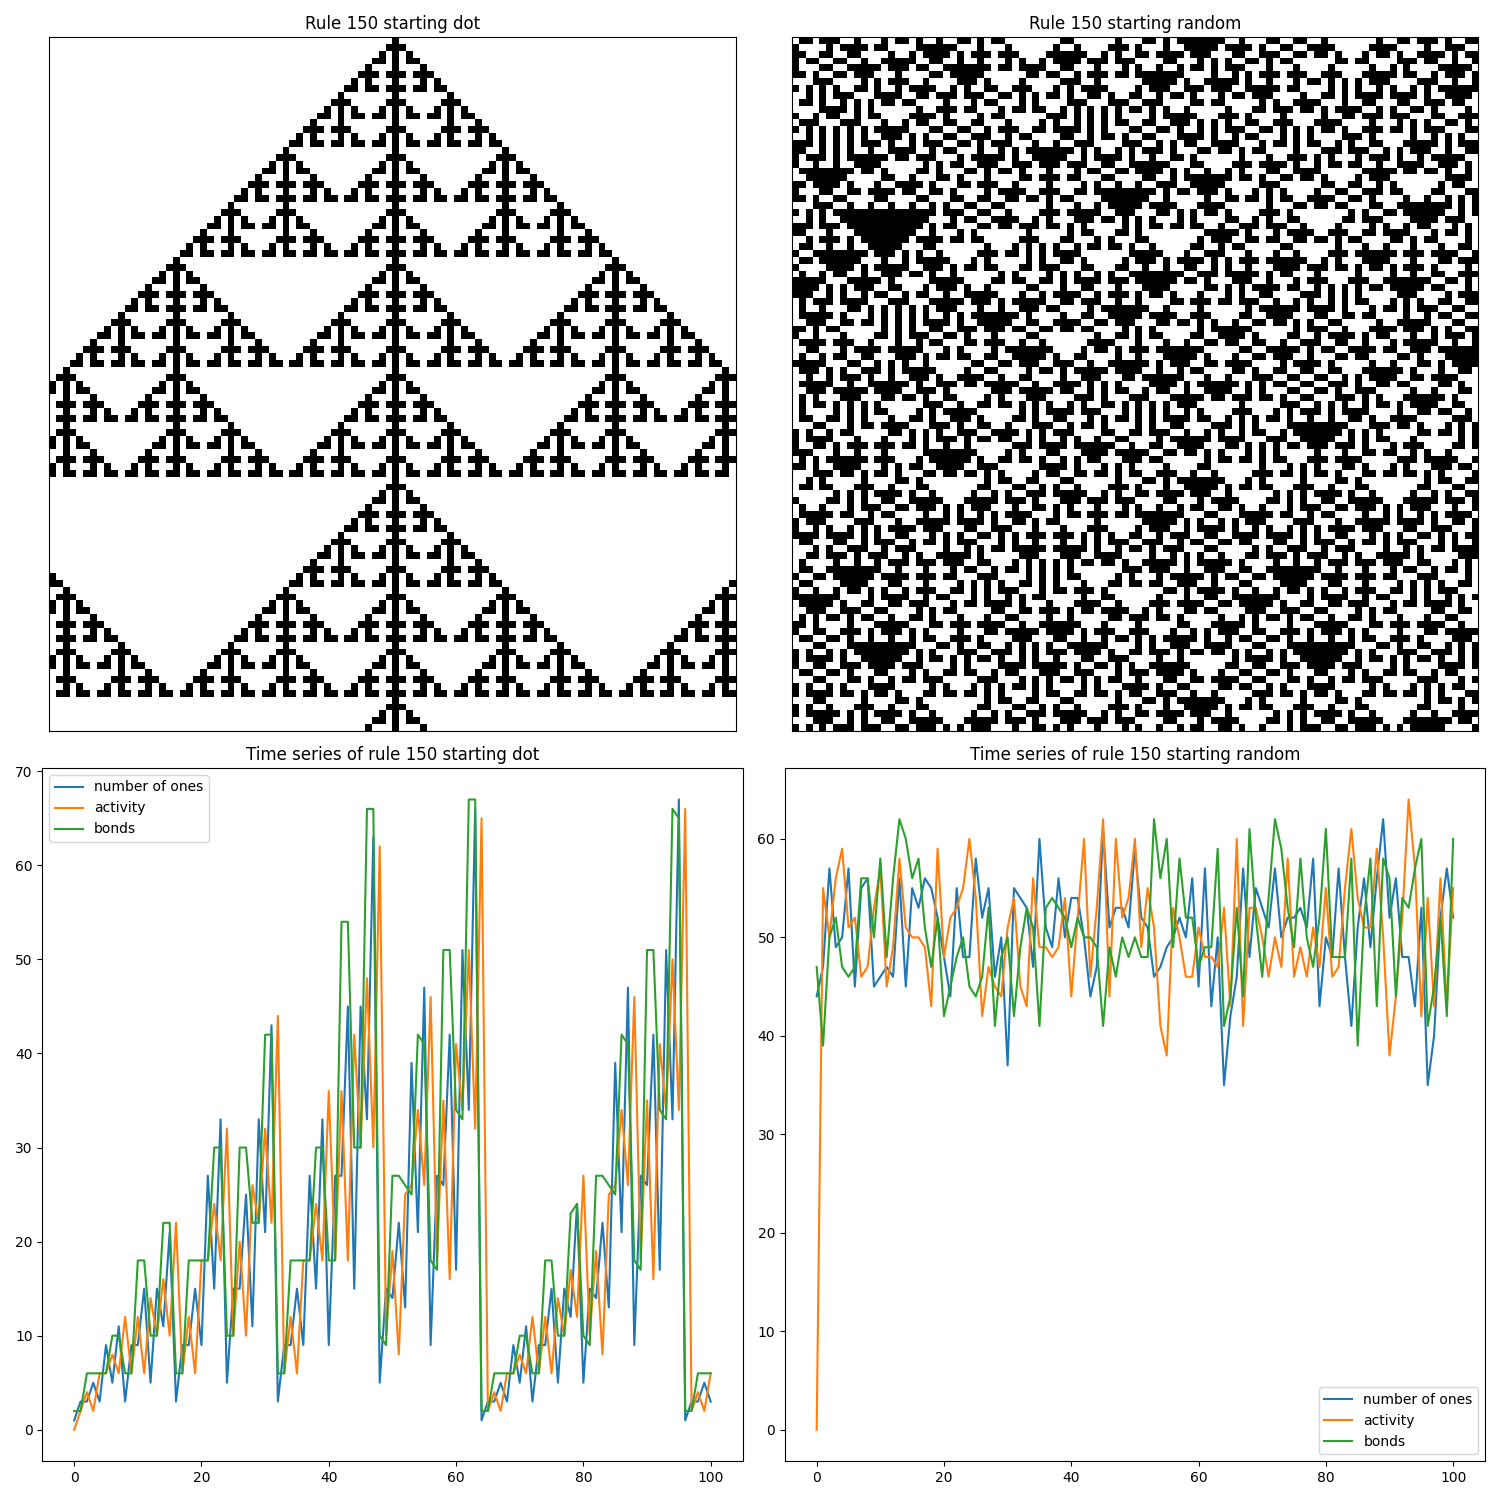 Rule 150 starting dot
Rule 150 starting random
Time series of rule 150 starting dot
70
60
50
40
30
20
10
0
number of ones
activity
bonds
0 20 40 60 80 100
Time series of rule 150 starting random
60
50
40
30
20
10
0
number of ones
activity
bonds
0 20 40 60 80 100